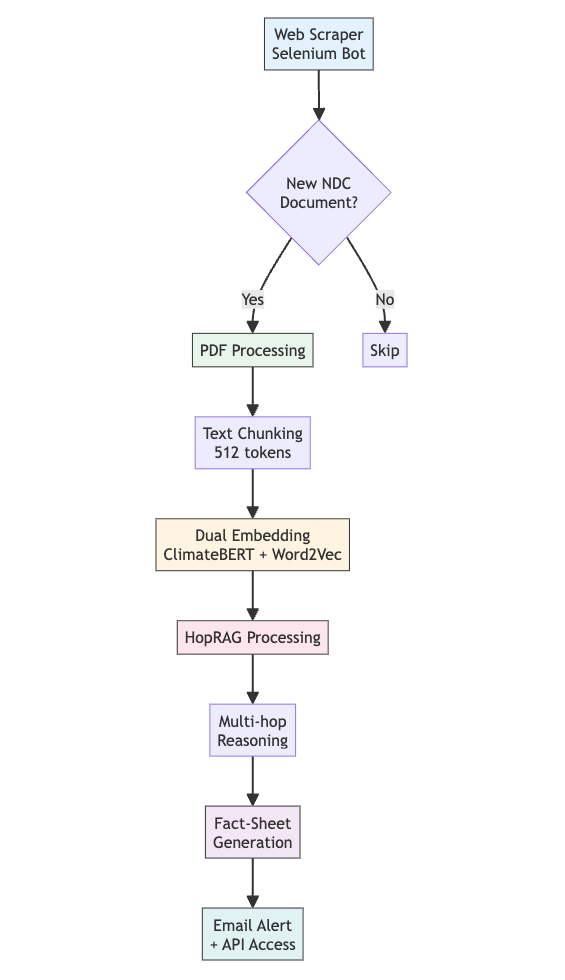 Web Scraper
Selenium Bot
New NDC
Document?
Yes
No
PDF Processing
Skip
Text Chunking
512 tokens
Dual Embedding
ClimateBERT + Word2Vec
HopRAG Processing
Multi-hop
Reasoning
Fact-Sheet
Generation
Email Alert
+ API Access